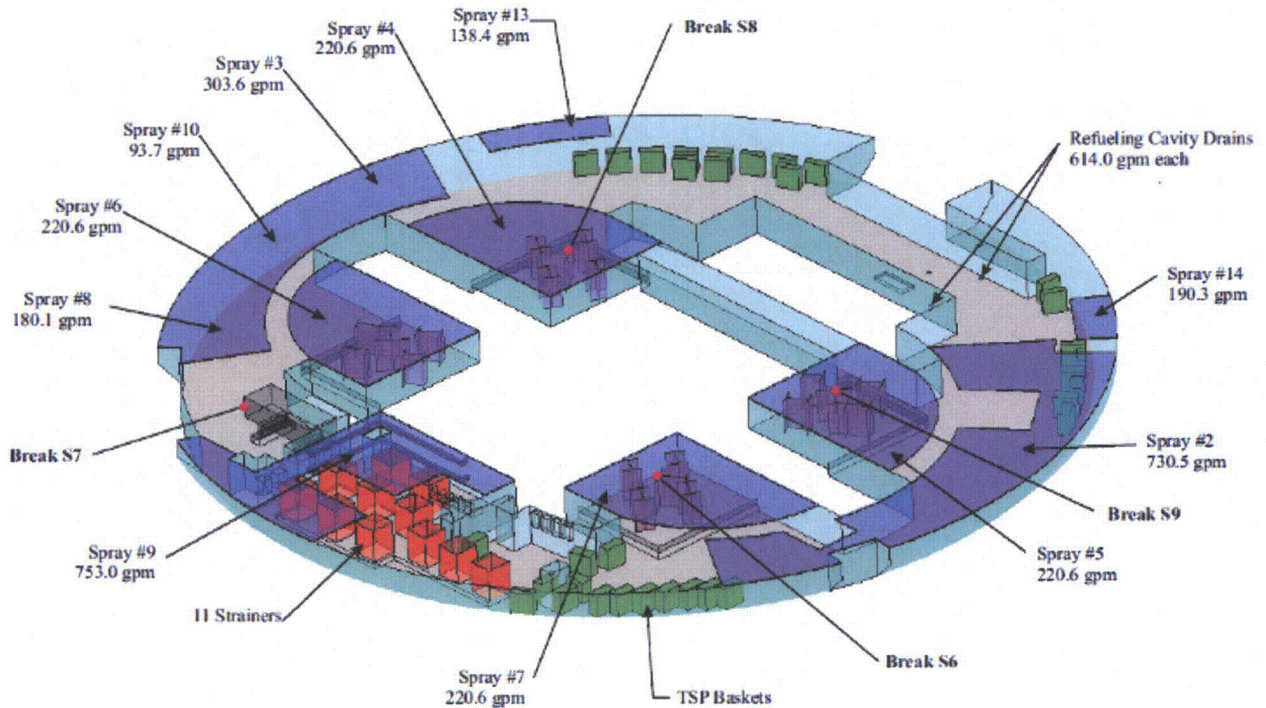 Spray #13
138.4 gpm
Spray #4
220.6 gpm
Break S8
Spray #3
303.6 gpm
Spray #10
93.7 gpm
Refueling Cavity Drains
614.0 gpm each
Spray #6
220.6 gpm
Spray #14
190.3 gpm
Spray #8
180.1 gpm
Break S7
Spray #2
730.5 gpm
Break S9
Spray #9
753.0 gpm
Spray #5
220.6 gpm
11 Strainers
Break S6
Spray #7
220.6 gpm
TSP Baskets